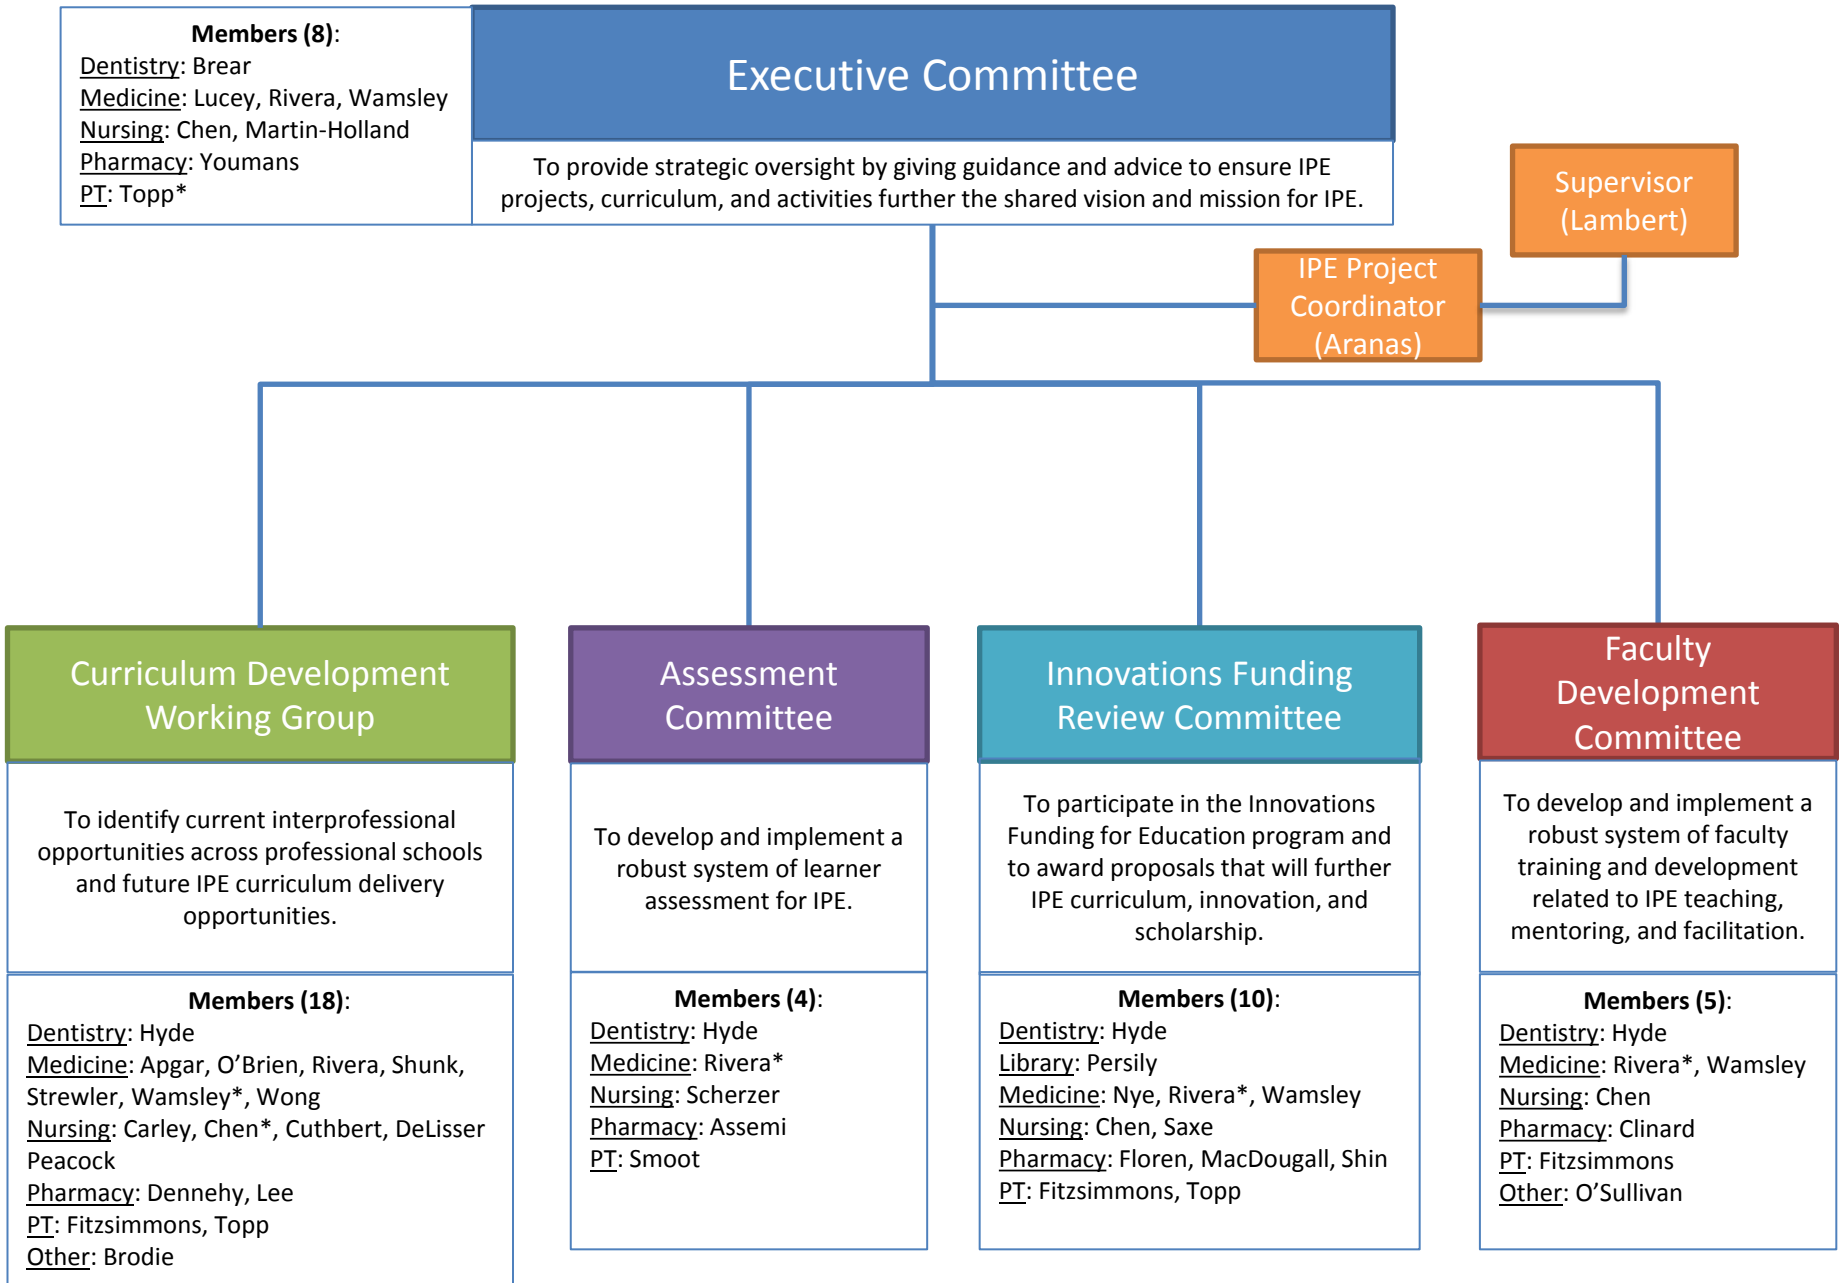 Members (8):
Dentistry: Brear
Medicine: Lucey, Rivera, Wamsley
Nursing: Chen, Martin-Holland
Pharmacy: Youmans
PT: Topp*
Executive Committee
To provide strategic oversight by giving guidance and advice to ensure IPE
projects, curriculum, and activities further the shared vision and mission for IPE.
Supervisor
(Lambert)
IPE Project
Coordinator
(Aranas)
Curriculum Development
Working Group
To identify current interprofessional
opportunities across professional schools
and future IPE curriculum delivery
opportunities.
Members (18):
Dentistry: Hyde
Medicine: Apgar, O’Brien, Rivera, Shunk,
Strewler, Wamsley*, Wong
Nursing: Carley, Chen*, Cuthbert, DeLisser
Peacock
Pharmacy: Dennehy, Lee
PT: Fitzsimmons, Topp
Other: Brodie
Assessment
Committee
To develop and implement a
robust system of learner
assessment for IPE.
Members (4):
Dentistry: Hyde
Medicine: Rivera*
Nursing: Scherzer
Pharmacy: Assemi
PT: Smoot
Innovations Funding
Review Committee
To participate in the Innovations
Funding for Education program and
to award proposals that will further
IPE curriculum, innovation, and
scholarship.
Members (10):
Dentistry: Hyde
Library: Persily
Medicine: Nye, Rivera*, Wamsley
Nursing: Chen, Saxe
Pharmacy: Floren, MacDougall, Shin
PT: Fitzsimmons, Topp
Faculty
Development
Committee
To develop and implement a
robust system of faculty
training and development
related to IPE teaching,
mentoring, and facilitation.
Members (5):
Dentistry: Hyde
Medicine: Rivera*, Wamsley
Nursing: Chen
Pharmacy: Clinard
PT: Fitzsimmons
Other: O’Sullivan